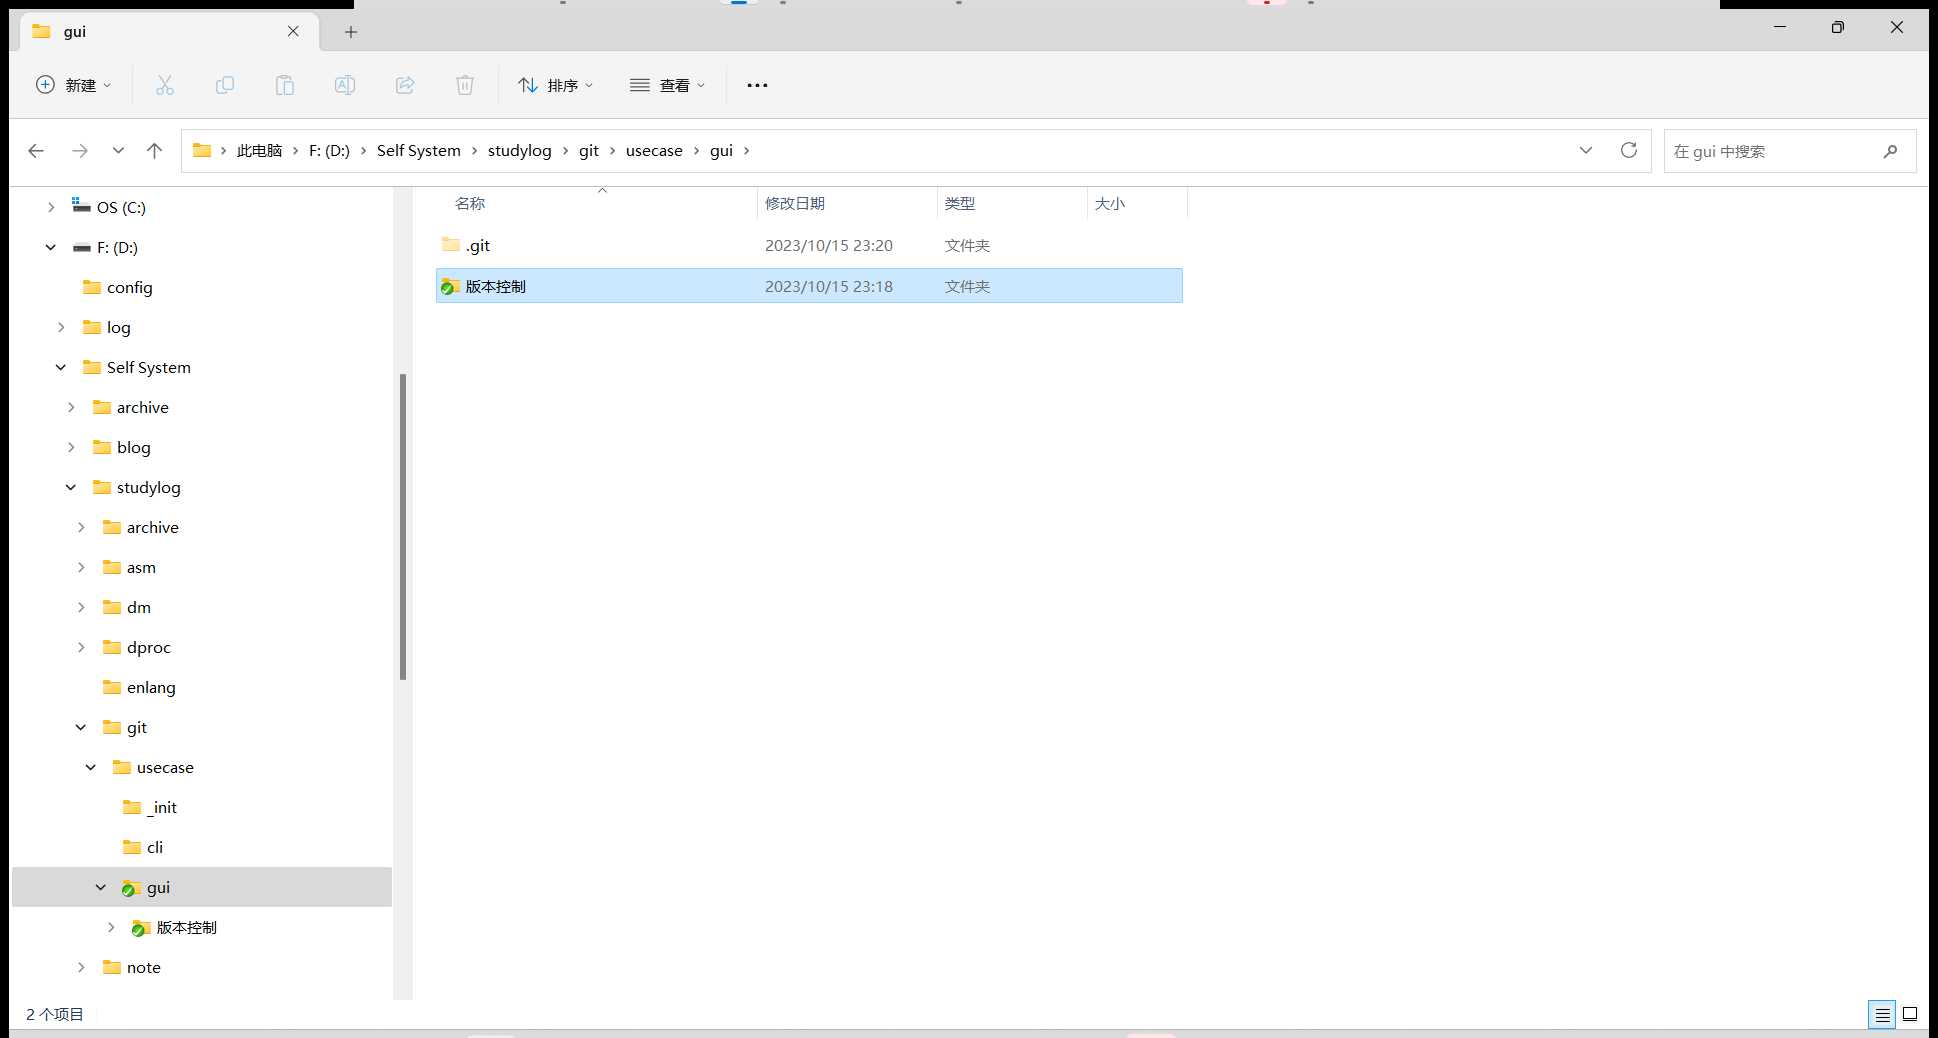 gui
新建
排序
查看
此电脑 F: (D:) Self System studylog git usecase gui
在 gui 中搜索
OS (C:)
F: (D:)
config
log
Self System
archive
blog
studylog
archive
asm
dm
dproc
enlang
git
usecase
_init
cli
gui
版本控制
note
名称 修改日期 类型 大小
.git 2023/10/15 23:20 文件夹
版本控制 2023/10/15 23:18 文件夹
2 个项目